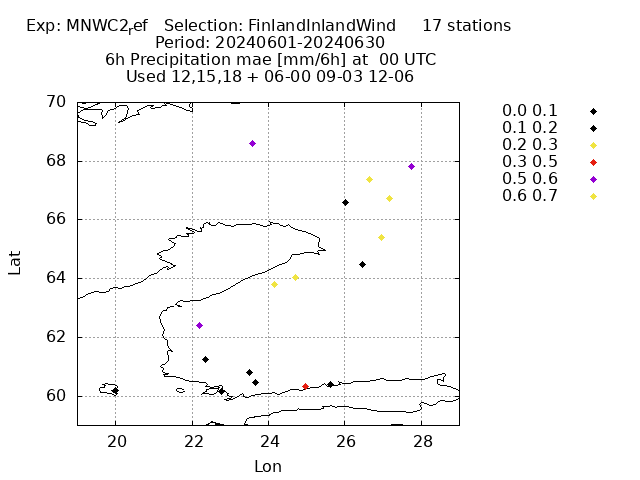 Exp: MNWC2ref Selection: FinlandInlandWind 17 stations
Period: 20240601-20240630
6h Precipitation mae [mm/6h] at 00 UTC
Used 12,15,18 + 06-00 09-03 12-06
0.0 0.1
0.1 0.2
0.2 0.3
0.3 0.5
0.5 0.6
0.6 0.7
70
68
66
64
62
60
Lat
20 22 24 26 28
Lon